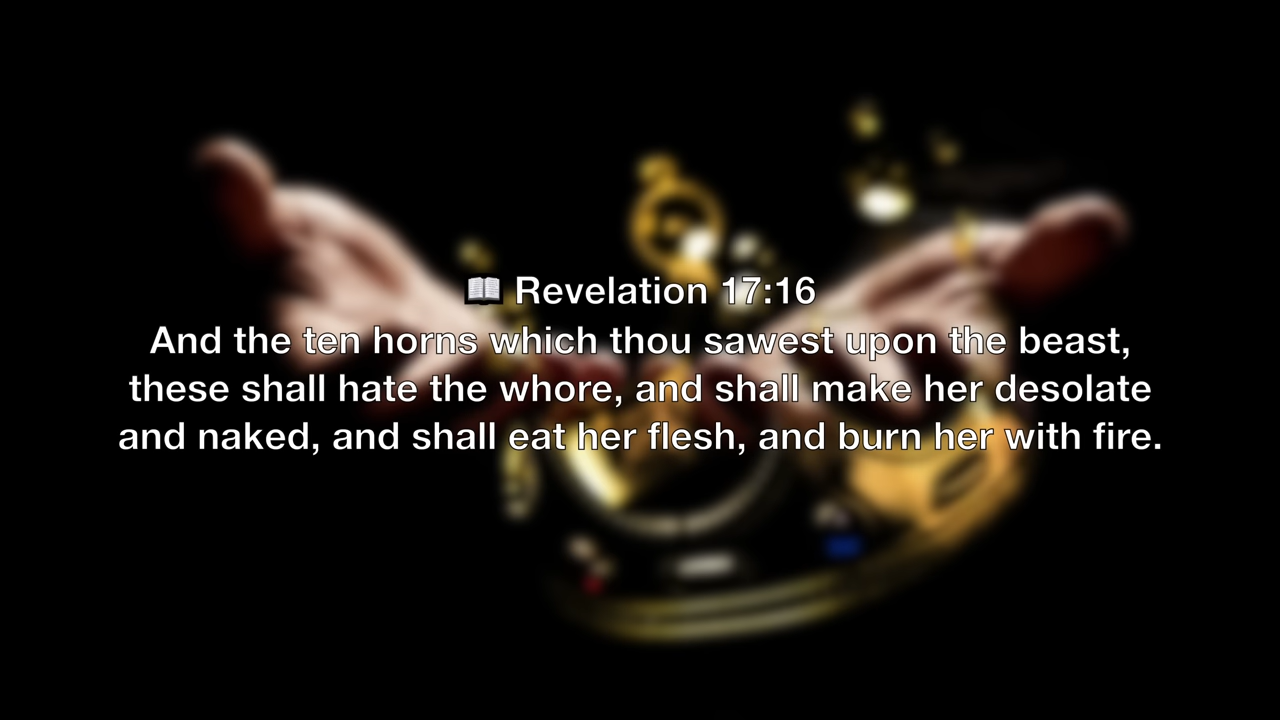 📖 Revelation 17:16
And the ten horns which thou sawest upon the beast,
these shall hate the whore, and shall make her desolate
and naked, and shall eat her flesh, and burn her with fire.